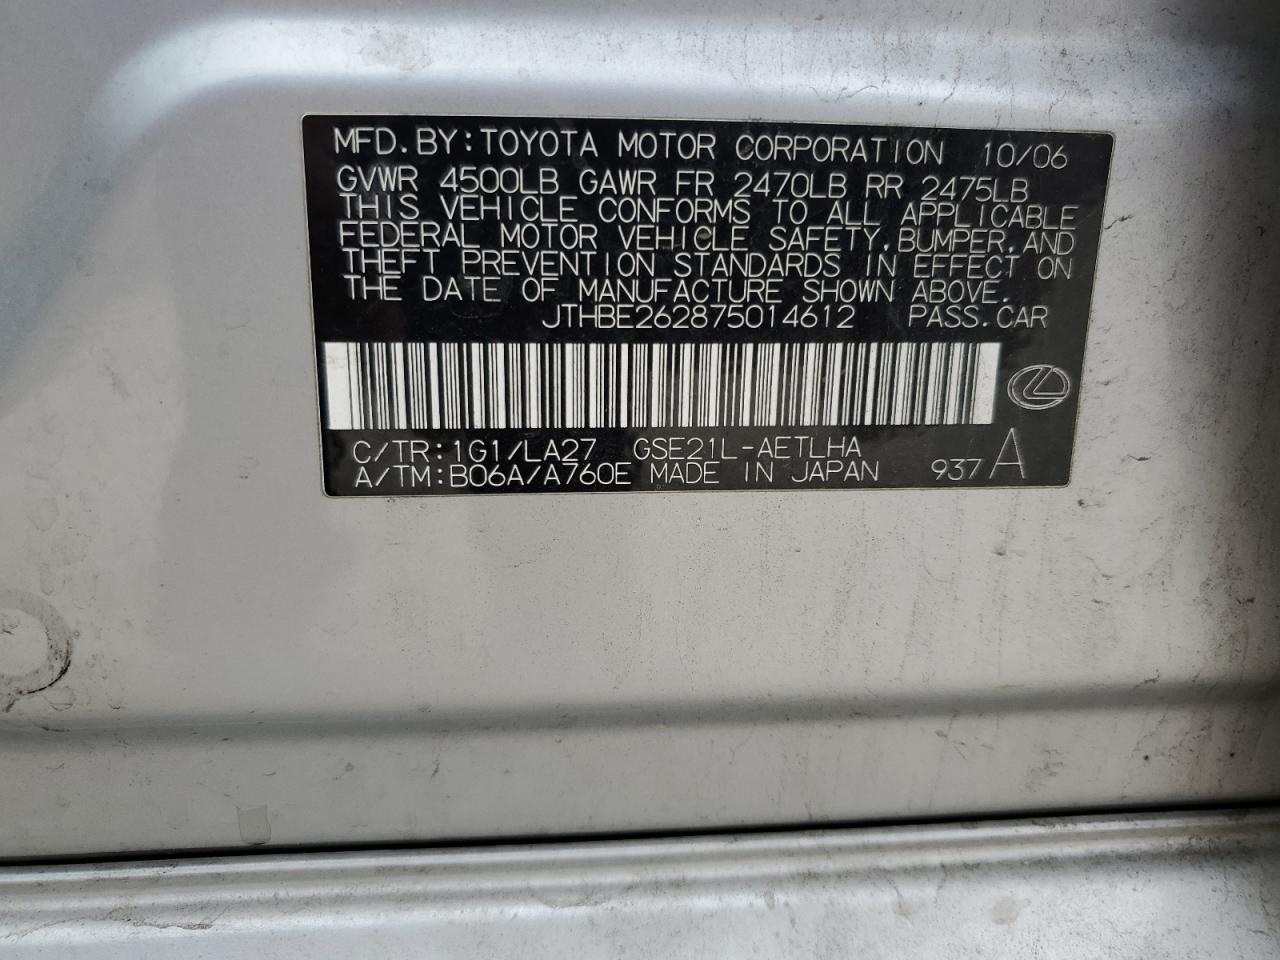 MFD. BY: TOYOTA MOTOR CORPORATION 10/06
GVWR 4500LB GAWR FR 2470LB RR 2475LB
THIS VEHICLE CONFORMS TO ALL APPLICABLE
FEDERAL MOTOR VEHICLE SAFETY, BUMPER, AND
THEFT PREVENTION STANDARDS IN EFFECT ON
THE DATE OF MANUFACTURE SHOWN ABOVE.
JTHBE262875014612 PASS. CAR
C/TR: 1G1/LA27 GSE21L-AETLHA
A/TM: B06A/A760E MADE IN JAPAN 937 A